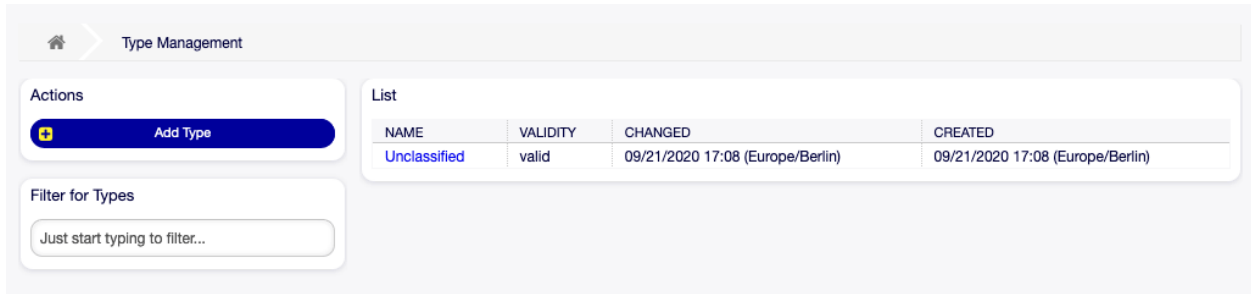 Type Management
Actions
Add Type
Filter for Types
Just start typing to filter...
List
NAME VALIDITY CHANGED CREATED
Unclassified valid 09/21/2020 17:08 (Europe/Berlin) 09/21/2020 17:08 (Europe/Berlin)